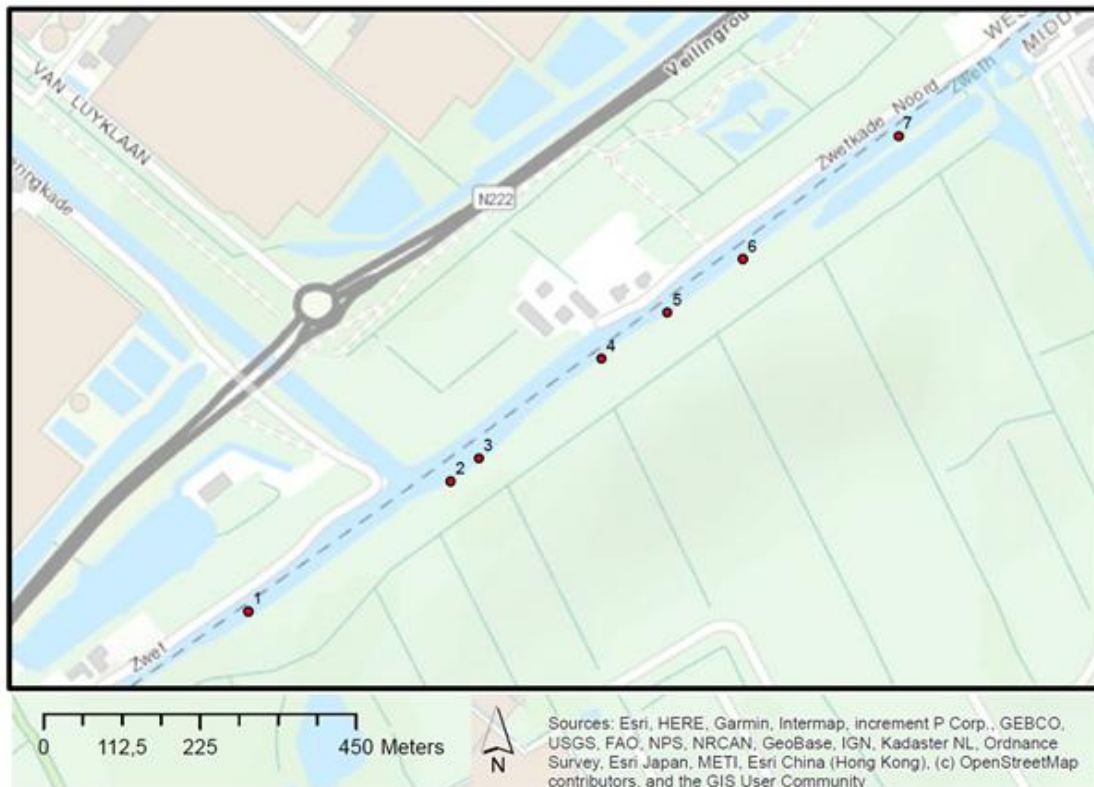 Veilingrou
WES
MIDD
Zweth
VAN LUYKLAAN
Zwetkade Noord
7
ringkade
N222
6
5
4
3
2
1
Zwet
0 112,5 225 450 Meters
N
Sources: Esri, HERE, Garmin, Intermap, increment P Corp., GEBCO,
USGS, FAO, NPS, NRCAN, GeoBase, IGN, Kadaster NL, Ordnance
Survey, Esri Japan, METI, Esri China (Hong Kong), (c) OpenStreetMap
contributors, and the GIS User Community